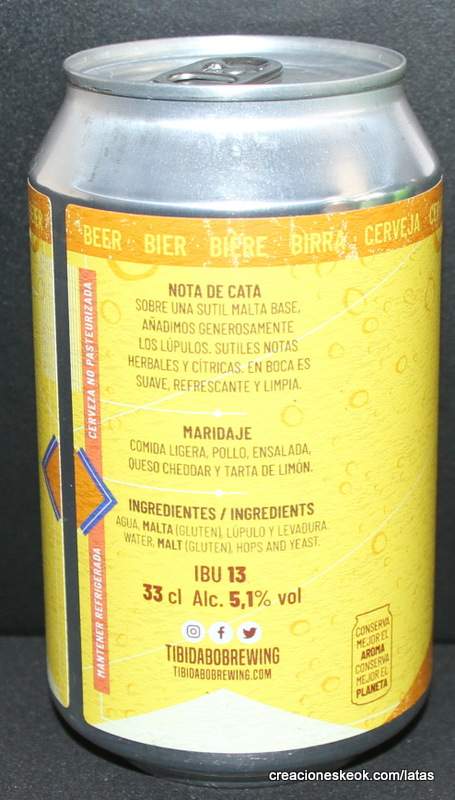 BEER BIER BIÈRE BIRRA CERVEJA
CERVEZA NO PASTEURIZADA
MANTENER REFRIGERADA
NOTA DE CATA
SOBRE UNA SUTIL MALTA BASE,
AÑADIMOS GENEROSAMENTE
LOS LÚPULOS. SUTILES NOTAS
HERBALES Y CÍTRICAS. EN BOCA ES
SUAVE, REFRESCANTE Y LIMPIA.
MARIDAJE
COMIDA LIGERA, POLLO, ENSALADA,
QUESO CHEDDAR Y TARTA DE LIMÓN.
INGREDIENTES / INGREDIENTS
AGUA, MALTA (GLUTEN), LÚPULO Y LEVADURA.
WATER, MALT (GLUTEN), HOPS AND YEAST.
IBU 13
33 cl Alc. 5,1% vol
TIBIDABOBREWING
TIBIDABOBREWING.COM
CONSERVA
MEJOR EL
AROMA
CONSERVA
MEJOR EL
PLANETA
creacioneskeok.com/latas